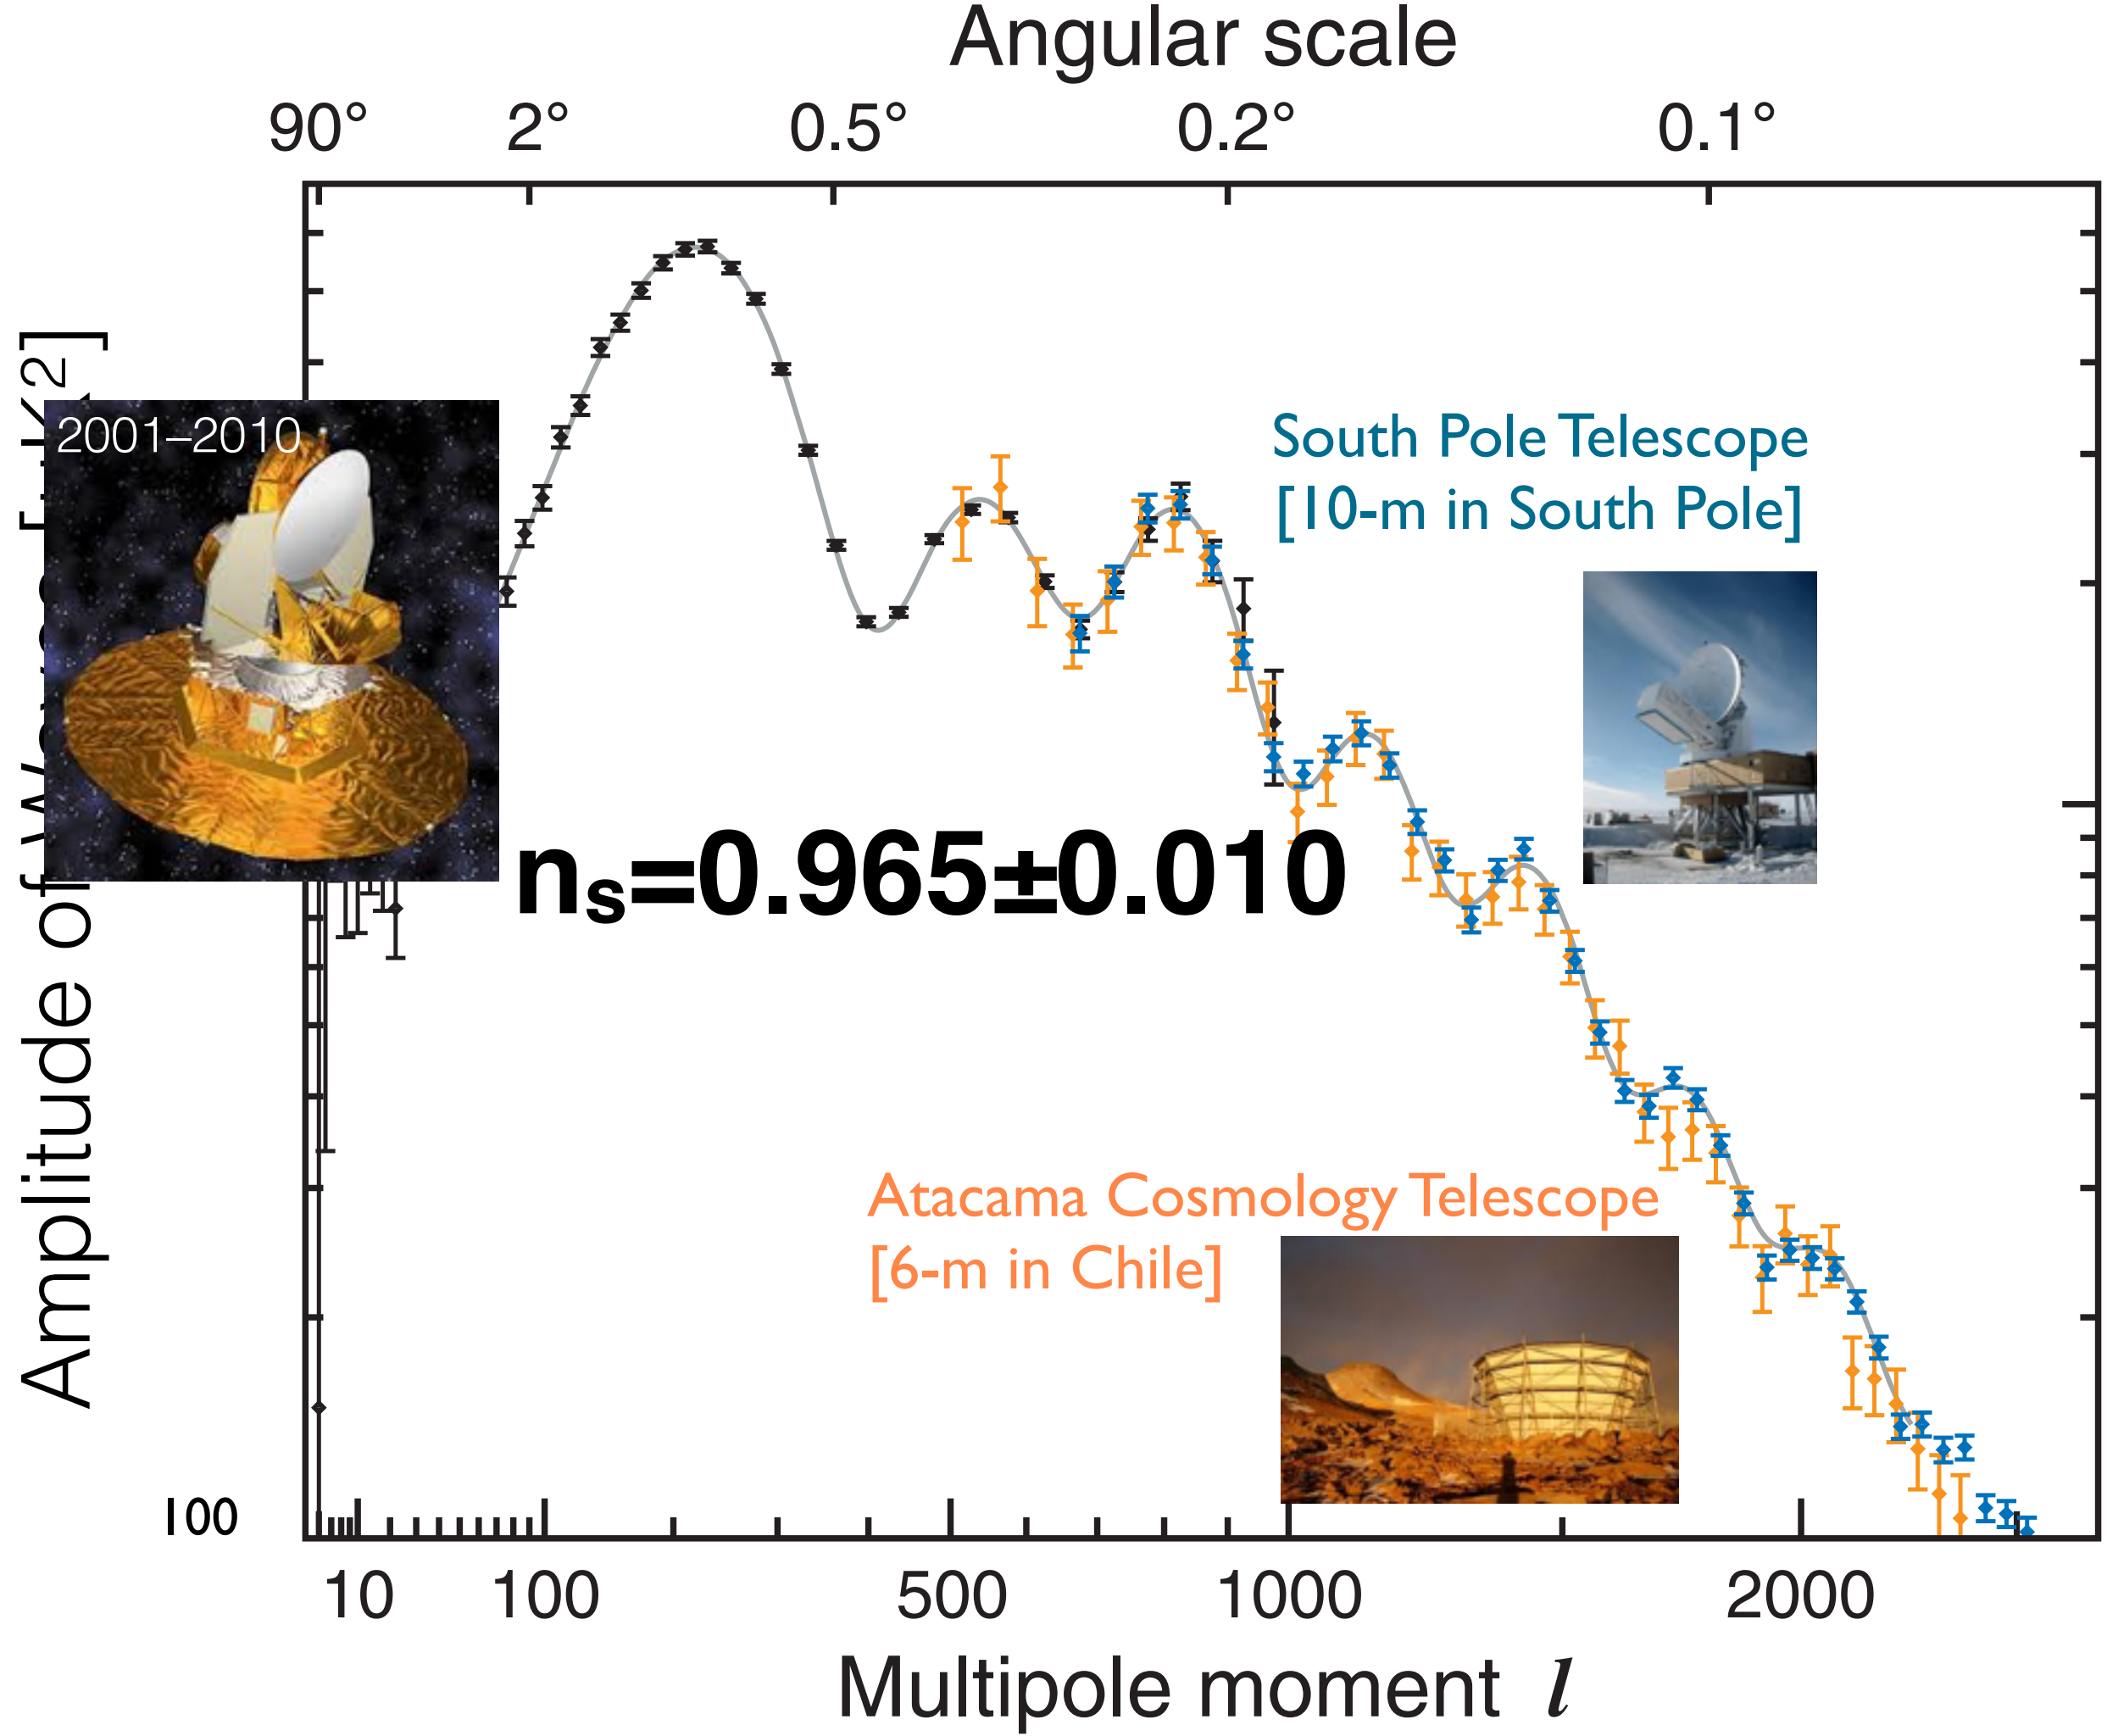 Angular scale
90° 2° 0.5° 0.2° 0.1°
2001–2010
South Pole Telescope
[10-m in South Pole]
nₛ=0.965±0.010
Atacama Cosmology Telescope
[6-m in Chile]
Amplitude of
100
10 100 500 1000 2000
Multipole moment l